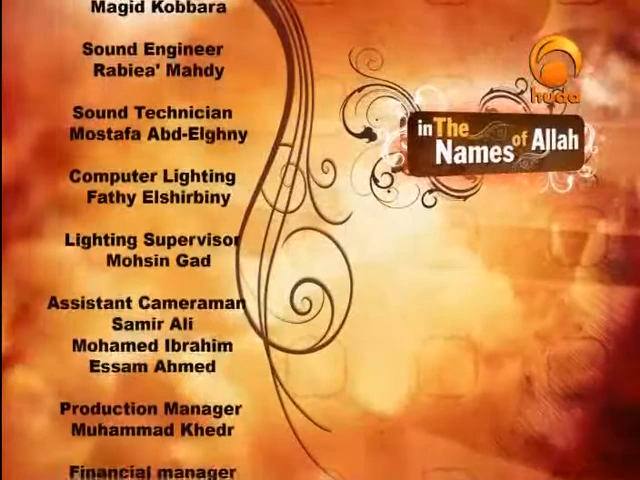 Magid Kobbara
Sound Engineer
Rabiea' Mahdy
Sound Technician
Mostafa Abd-Elghny
Computer Lighting
Fathy Elshirbiny
Lighting Supervisor
Mohsin Gad
Assistant Cameraman
Samir Ali
Mohamed Ibrahim
Essam Ahmed
Production Manager
Muhammad Khedr
Financial manager
huda
in The
Names of Allah